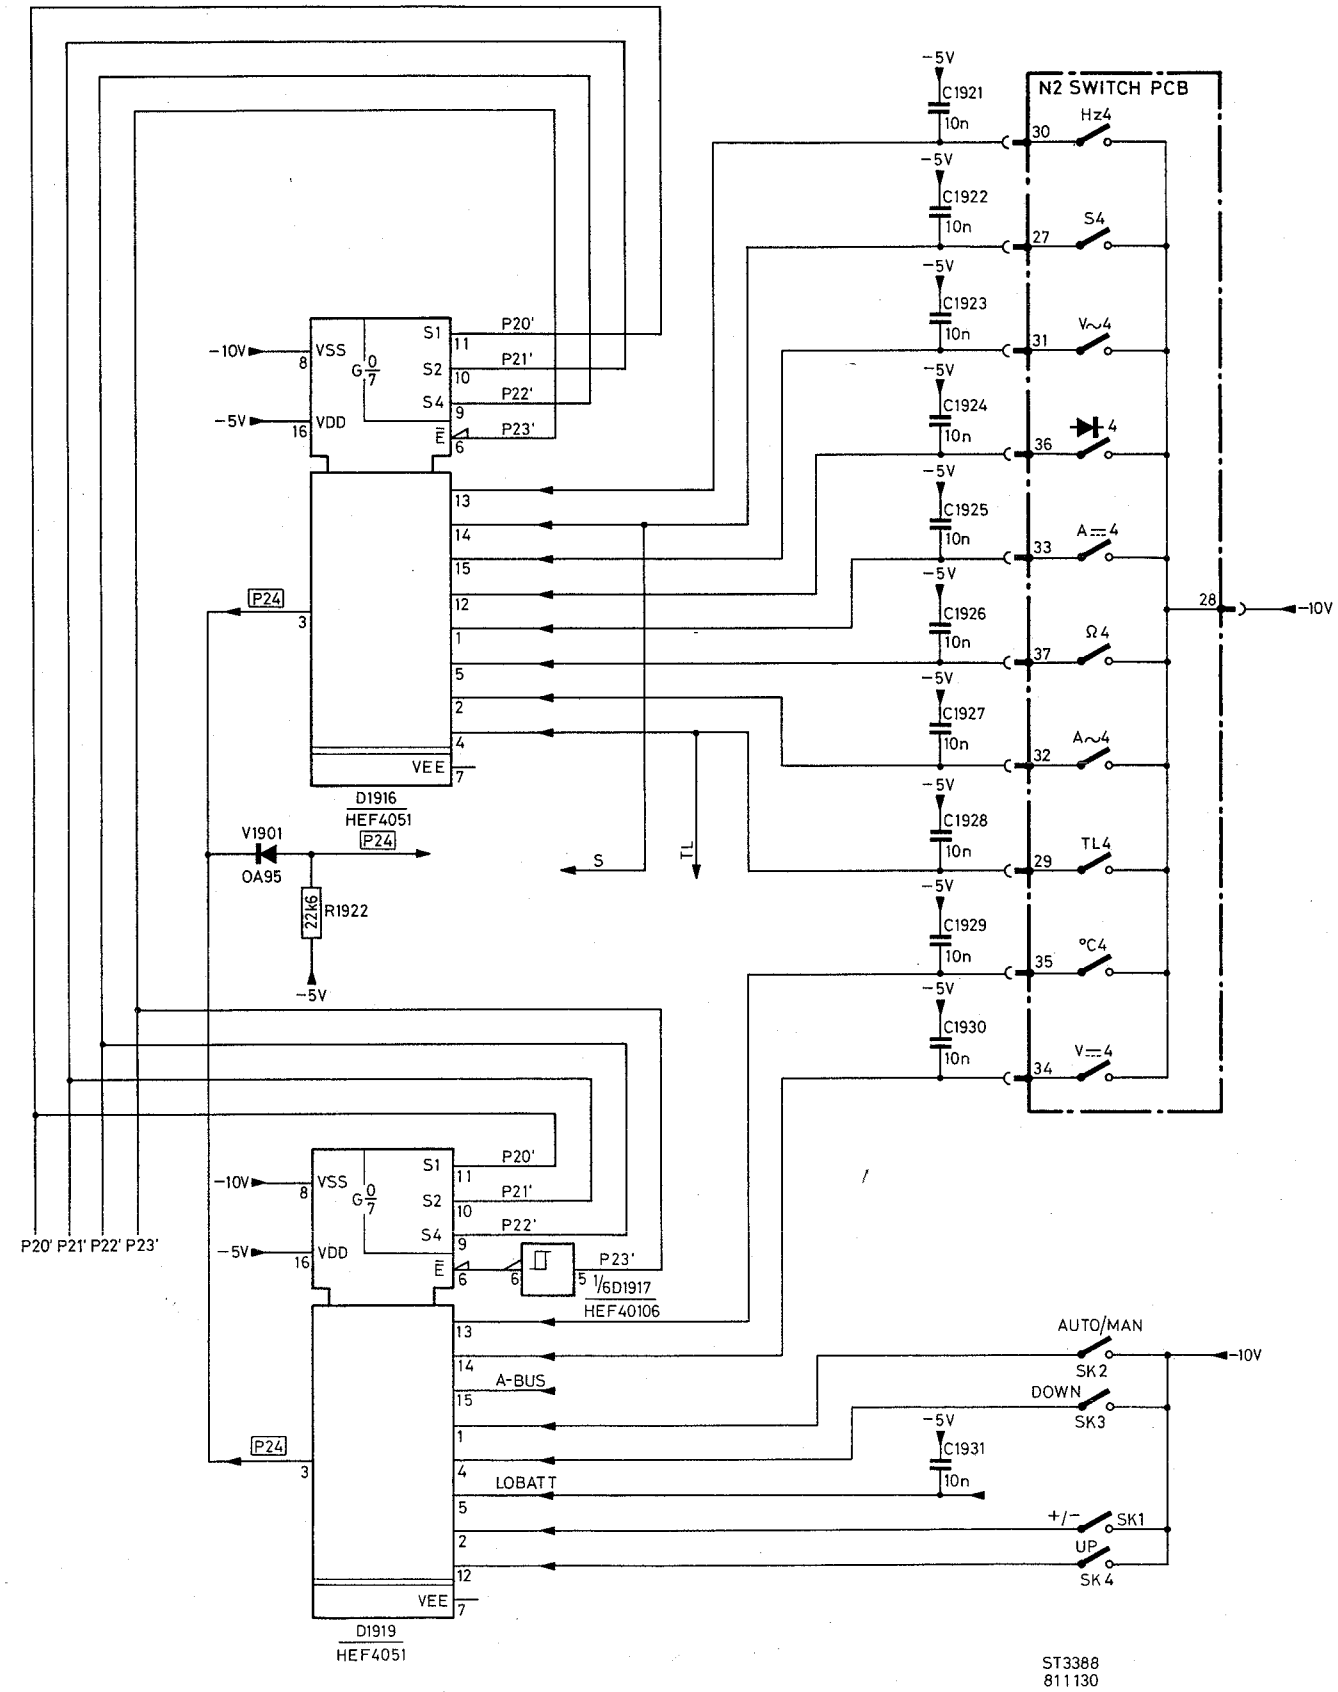 -5V
C1921
10n
N2 SWITCH PCB
Hz4
30
-5V
C1922
10n
S4
27
-5V
C1923
10n
V~4
31
-5V
C1924
10n
4
36
-5V
C1925
10n
A⎓4
33
-5V
C1926
10n
Ω4
37
-5V
C1927
10n
A~4
32
-5V
C1928
10n
TL4
29
-5V
C1929
10n
°C4
35
-5V
C1930
10n
V⎓4
34
28
-10V
-10V
8
VSS
-5V
16
VDD
G 0/7
S1
11
P20'
S2
10
P21'
S4
9
P22'
E̅
6
P23'
13
14
15
12
1
5
2
4
VEE
7
P24
3
D1916
HEF4051
V1901
OA95
P24
22k6
R1922
-5V
S
TL
P20' P21' P22' P23'
-10V
8
VSS
-5V
16
VDD
G 0/7
S1
11
P20'
S2
10
P21'
S4
9
P22'
E̅
6
6
5
P23'
1/6D1917
HEF40106
13
14
A-BUS
15
1
4
LOBATT
5
2
12
VEE
7
P24
3
D1919
HEF4051
AUTO/MAN
SK2
-10V
DOWN
SK3
-5V
C1931
10n
+/-
SK1
UP
SK4
ST3388
811130